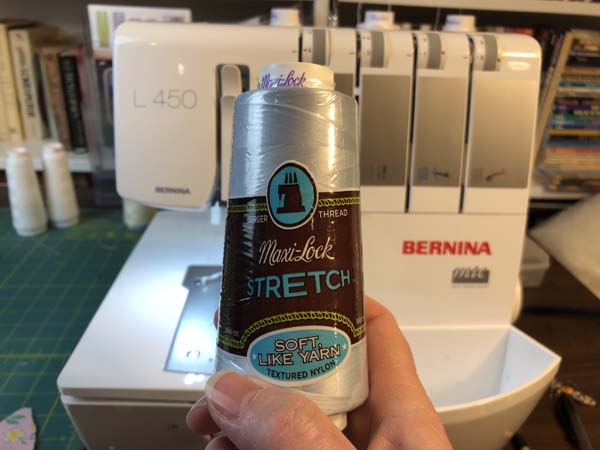 L 450
BERNINA
Maxi-Lock
SERGER THREAD
Maxi-Lock
STRETCH
SOFT,
LIKE YARN
TEXTURED NYLON
BERNINA